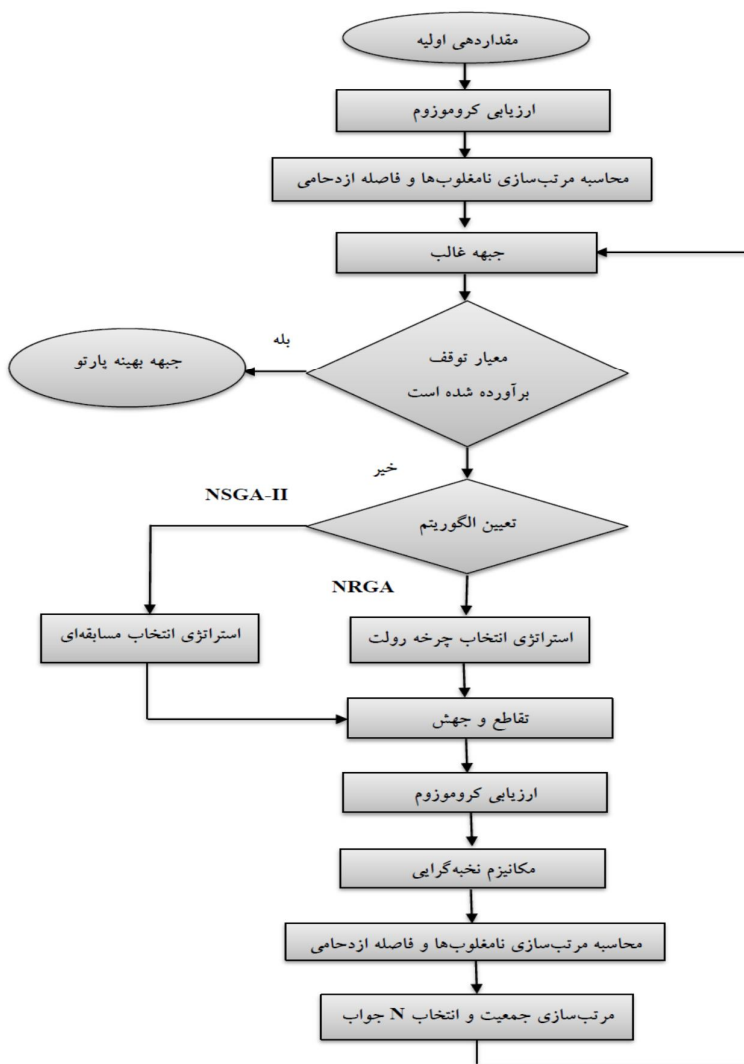 مقداردهی اولیه
ارزیابی کروموزوم
محاسبه مرتب‌سازی نامغلوب‌ها و فاصله ازدحامی
جبهه غالب
معیار توقف
برآورده شده است
بله
جبهه بهینه پارتو
خیر
NSGA-II
تعیین الگوریتم
NRGA
استراتژی انتخاب چرخه رولت
استراتژی انتخاب مسابقه‌ای
تقاطع و جهش
ارزیابی کروموزوم
مکانیزم نخبه‌گرایی
محاسبه مرتب‌سازی نامغلوب‌ها و فاصله ازدحامی
مرتب‌سازی جمعیت و انتخاب N جواب